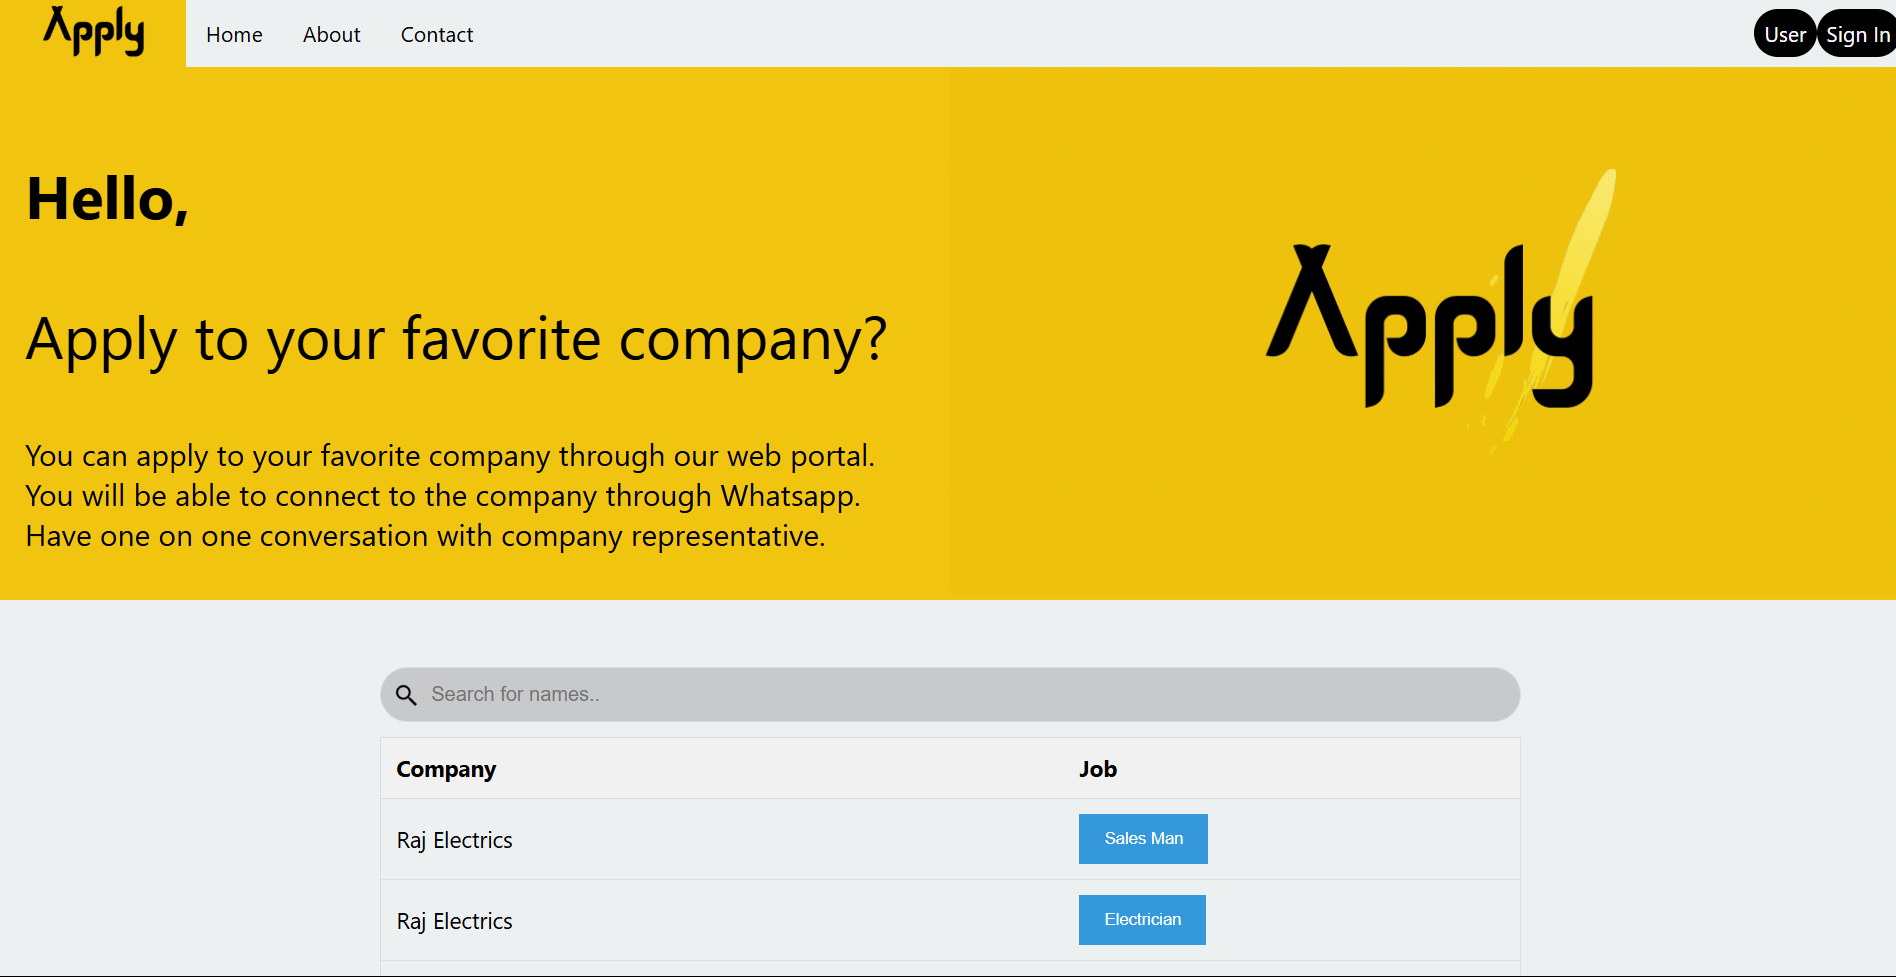 Apply Home About Contact User Sign In
Hello,
Apply to your favorite company?
You can apply to your favorite company through our web portal.
You will be able to connect to the company through Whatsapp.
Have one on one conversation with company representative.
Apply
Search for names..
Company Job
Raj Electrics Sales Man
Raj Electrics Electrician